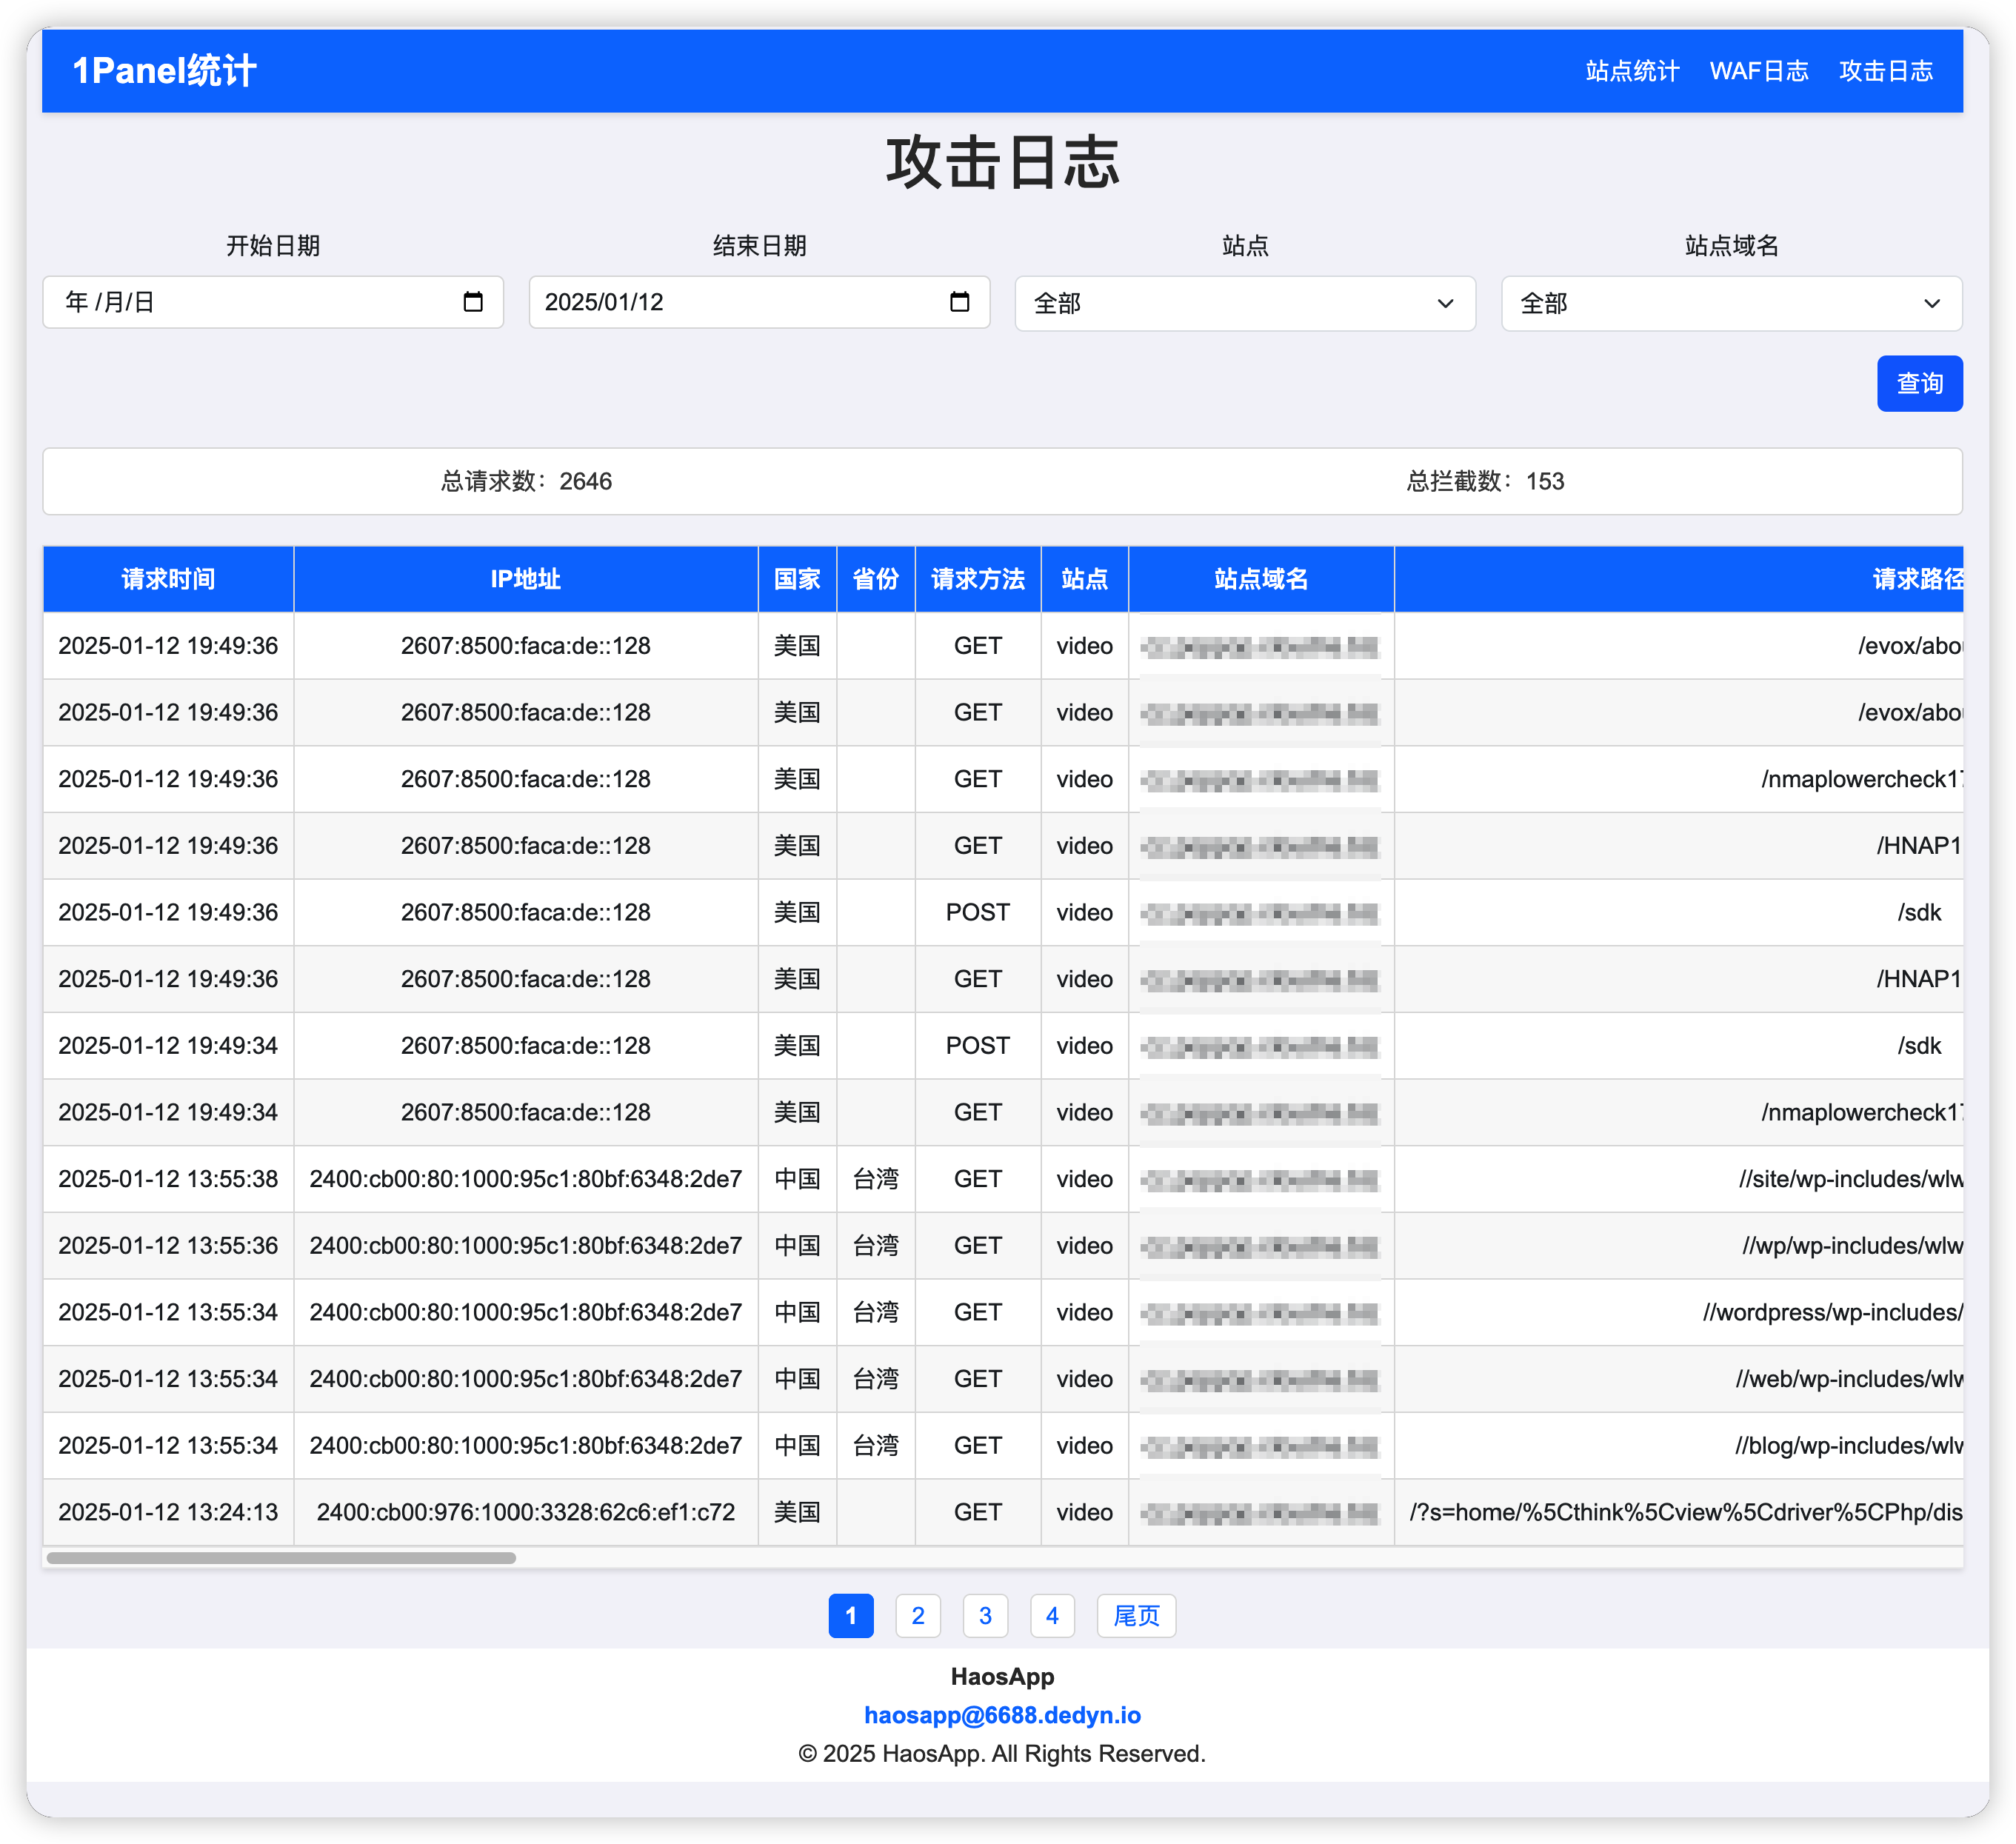 1Panel统计 站点统计 WAF日志 攻击日志
攻击日志
开始日期 结束日期 站点 站点域名
年 /月/日 2025/01/12 全部 全部
查询
总请求数：2646 总拦截数：153
请求时间 IP地址 国家 省份 请求方法 站点 站点域名 请求路径
2025-01-12 19:49:36 2607:8500:faca:de::128 美国 GET video /evox/abo
2025-01-12 19:49:36 2607:8500:faca:de::128 美国 GET video /evox/abo
2025-01-12 19:49:36 2607:8500:faca:de::128 美国 GET video /nmaplowercheck17
2025-01-12 19:49:36 2607:8500:faca:de::128 美国 GET video /HNAP1
2025-01-12 19:49:36 2607:8500:faca:de::128 美国 POST video /sdk
2025-01-12 19:49:36 2607:8500:faca:de::128 美国 GET video /HNAP1
2025-01-12 19:49:34 2607:8500:faca:de::128 美国 POST video /sdk
2025-01-12 19:49:34 2607:8500:faca:de::128 美国 GET video /nmaplowercheck17
2025-01-12 13:55:38 2400:cb00:80:1000:95c1:80bf:6348:2de7 中国 台湾 GET video //site/wp-includes/wlw
2025-01-12 13:55:36 2400:cb00:80:1000:95c1:80bf:6348:2de7 中国 台湾 GET video //wp/wp-includes/wlw
2025-01-12 13:55:34 2400:cb00:80:1000:95c1:80bf:6348:2de7 中国 台湾 GET video //wordpress/wp-includes/
2025-01-12 13:55:34 2400:cb00:80:1000:95c1:80bf:6348:2de7 中国 台湾 GET video //web/wp-includes/wlw
2025-01-12 13:55:34 2400:cb00:80:1000:95c1:80bf:6348:2de7 中国 台湾 GET video //blog/wp-includes/wlw
2025-01-12 13:24:13 2400:cb00:976:1000:3328:62c6:ef1:c72 美国 GET video /?s=home/%5Cthink%5Cview%5Cdriver%5CPhp/dis
1 2 3 4 尾页
HaosApp
haosapp@6688.dedyn.io
© 2025 HaosApp. All Rights Reserved.